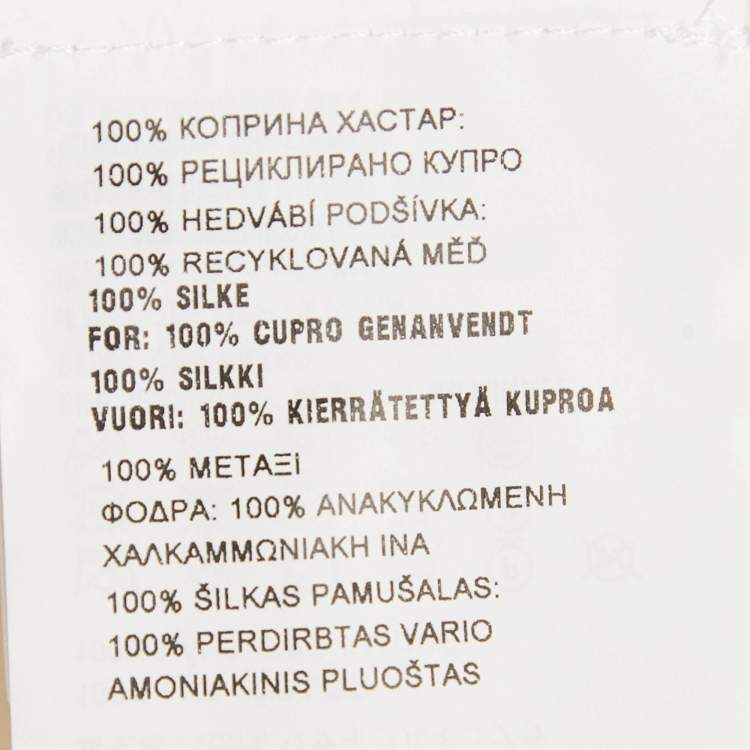 100% КОПРИНА ХАСТАР:
100% РЕЦИКЛИРАНО КУПРО
100% HEDVÁBÍ PODŠÍVKA:
100% RECYKLOVANÁ MĚĎ
100% SILKE
FOR: 100% CUPRO GENANVENDT
100% SILKKI
VUORI: 100% KIERRÄTETTYÄ KUPROA
100% ΜΕΤΑΞi
ΦΟΔΡΑ: 100% ΑΝΑΚΥΚΛΩΜΕΝΗ
ΧΑΛΚΑΜΜΩΝΙΑΚΗ ΙΝΑ
100% ŠILKAS PAMUŠALAS:
100% PERDIRBTAS VARIO
AMONIAKINIS PLUOŠTAS